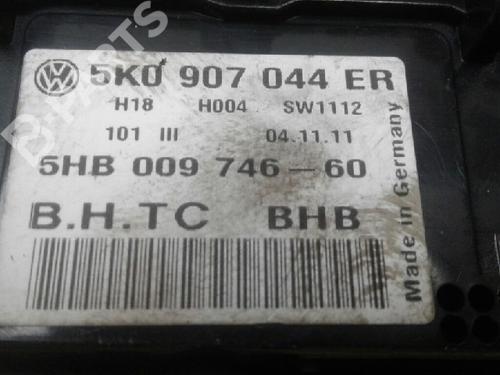 5K0 907 044 ER
H18 H004 SW1112
101 III 04.11.11
5HB 009 746-60
B.H.TC BHB
Made in Germany
B-PARTS